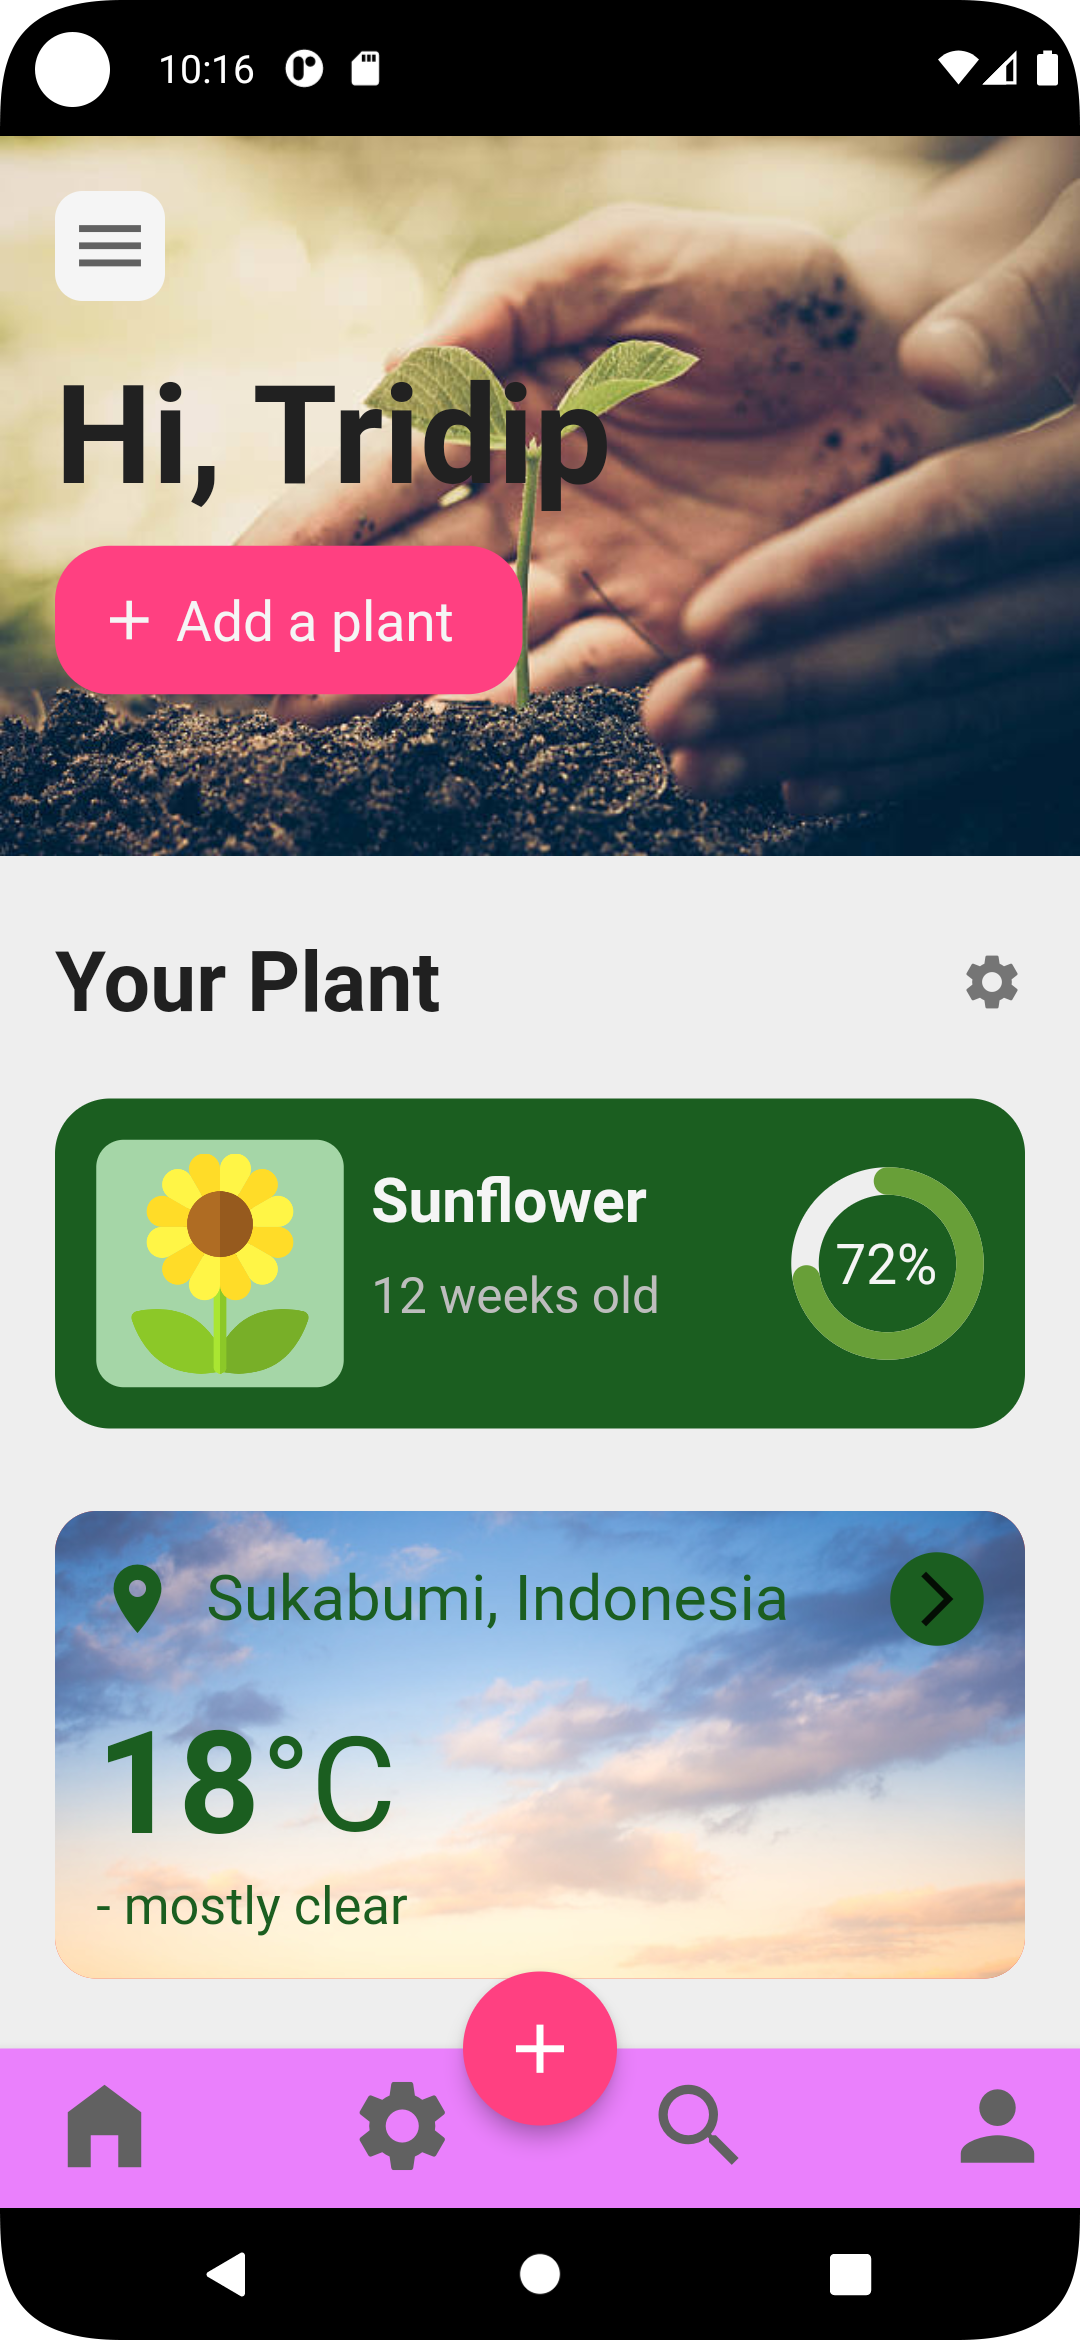 10:16
Hi, Tridip
+ Add a plant
Your Plant
Sunflower
12 weeks old
72%
Sukabumi, Indonesia
18°C
- mostly clear